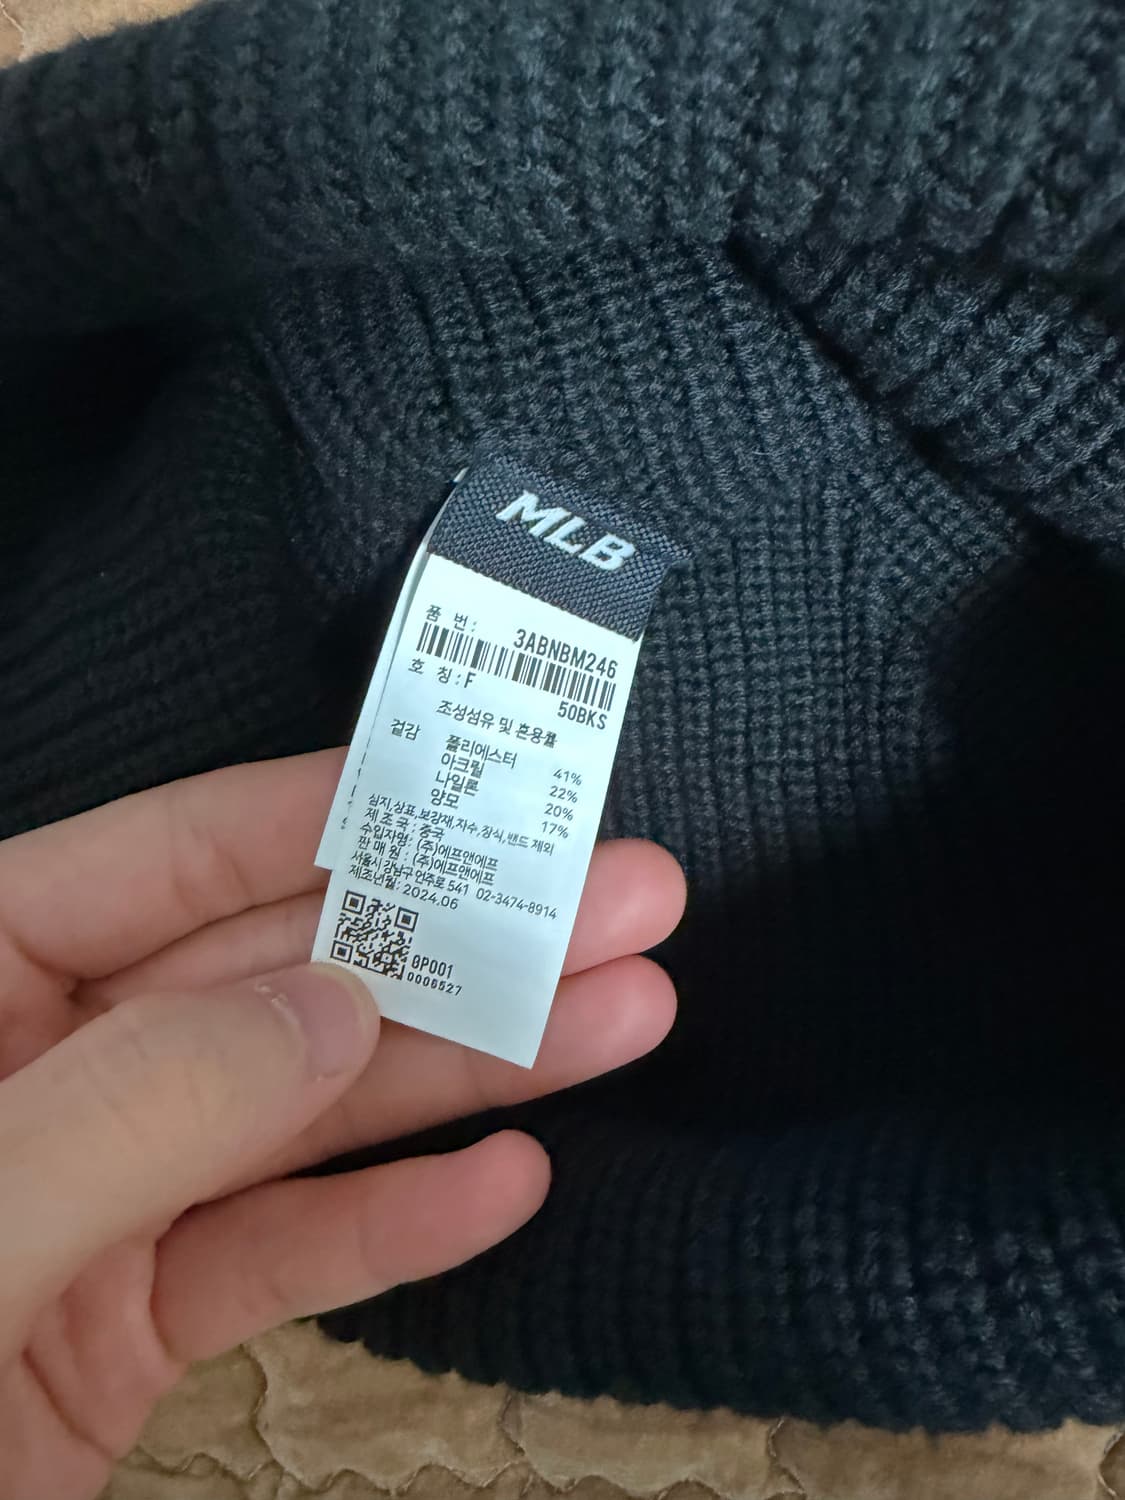 MLB
품 번: 3ABNBM246
호 칭:F 50BKS
조성섬유 및 혼용률
겉감 폴리에스터 41%
아크릴 22%
나일론 20%
양모 17%
심지,상표,보강재,자수,장식,밴드 제외
제 조 국 : 중국
수입자명 : (주)에프앤에프
판 매 원 : (주)에프앤에프
서울시 강남구 언주로 541 02-3474-8914
제조년월: 2024.06
0P001
0006527